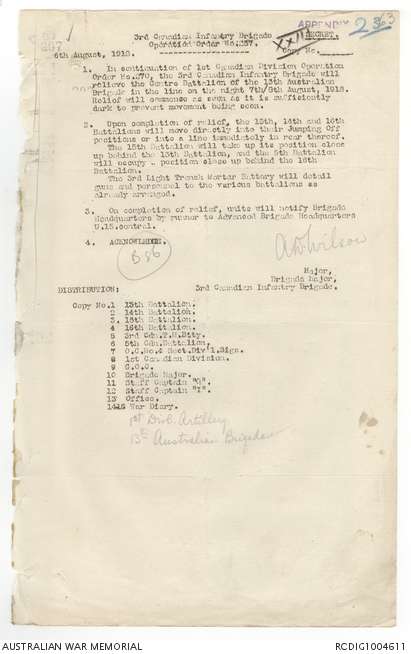 APPENDIX 2
3rd Canadian Infantry Brigade SECRET.
Operation Order No.257.
6th August, 1918. Copy No.
1. In continuation of 1st Canadian Division Operation
Order No.270, the 3rd Canadian Infantry Brigade will
relieve the Centre Battalion of the 13th Australian
Brigade in the line on the night 7th/8th August, 1918.
Relief will commence as soon as it is sufficiently
dark to prevent movement being seen.
2. Upon completion of relief, the 13th, 14th and 16th
Battalions will move directly into their Jumping Off
positions or into a line immediately in rear thereof.
The 15th Battalion will take up its position close
up behind the 13th Battalion, and the 5th Battalion
will occupy a position close up behind the 16th
Battalion.
The 3rd Light Trench Mortar Battery will detail
guns and personnel to the various battalions as
already arranged.
3. On completion of relief, units will notify Brigade
Headquarters by runner to Advanced Brigade Headquarters
U.15.central.
4. ACKNOWLEDGE.
B86
Major,
Brigade Major,
DISTRIBUTION: 3rd Canadian Infantry Brigade.
Copy No.1 13th Battalion.
2 14th Battalion.
3. 15th Battalion.
4 16th Battalion.
5 3rd Cdn.T.M.Btty.
6 5th Cdn.Battalion.
7 O.C.No.4 Sect.Div'l.Sigs.
8 1st Canadian Division.
9 G.O.C.
10 Brigade Major.
11 Staff Captain "Q".
12 Staff Captain "I".
13 Office.
14&15 War Diary.
1st Div. Artillery
13th Australian Brigade
AUSTRALIAN WAR MEMORIAL RCDIG1004611